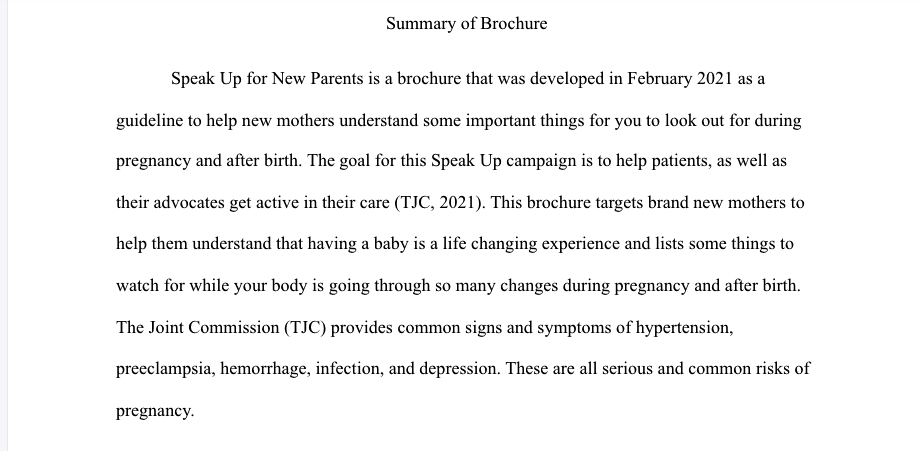 Summary of Brochure
Speak Up for New Parents is a brochure that was developed in February 2021 as a
guideline to help new mothers understand some important things for you to look out for during
pregnancy and after birth. The goal for this Speak Up campaign is to help patients, as well as
their advocates get active in their care (TJC, 2021). This brochure targets brand new mothers to
help them understand that having a baby is a life changing experience and lists some things to
watch for while your body is going through so many changes during pregnancy and after birth.
The Joint Commission (TJC) provides common signs and symptoms of hypertension,
preeclampsia, hemorrhage, infection, and depression. These are all serious and common risks of
pregnancy.